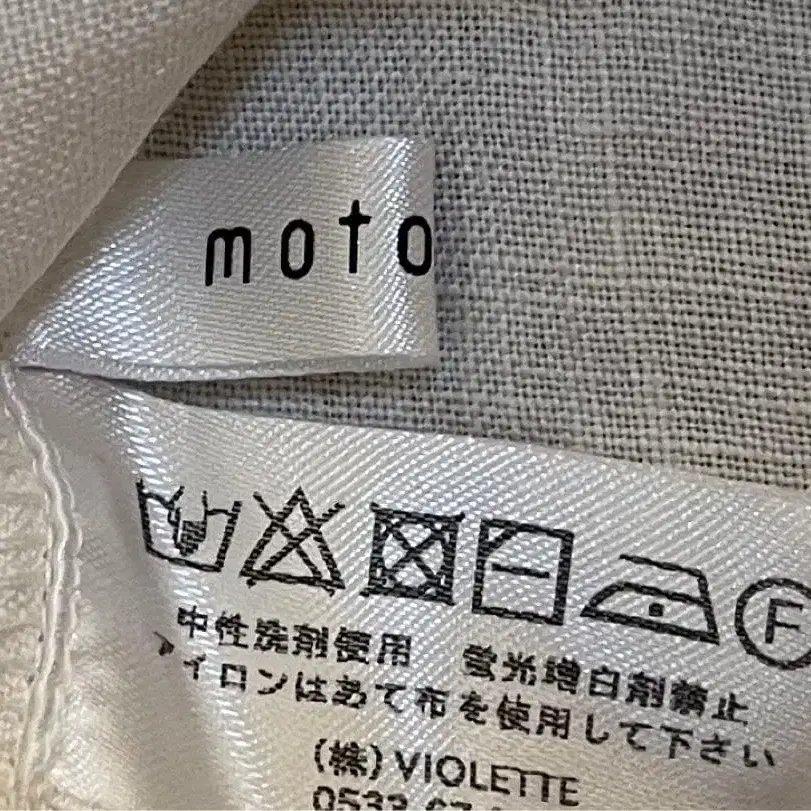 moto
F
中性洗剤使用 蛍光増白剤禁止
アイロンはあて布を使用して下さい
(株) VIOLETTE